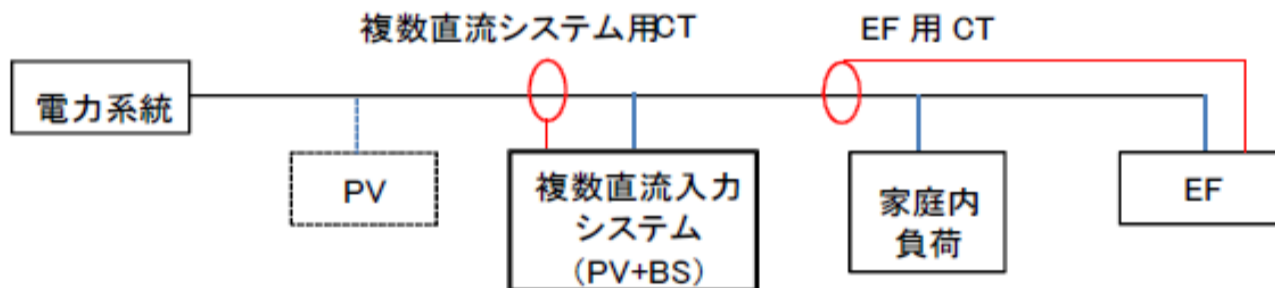 複数直流システム用CT
EF 用 CT
電力系統
PV
複数直流入力
システム
(PV+BS)
家庭内
負荷
EF